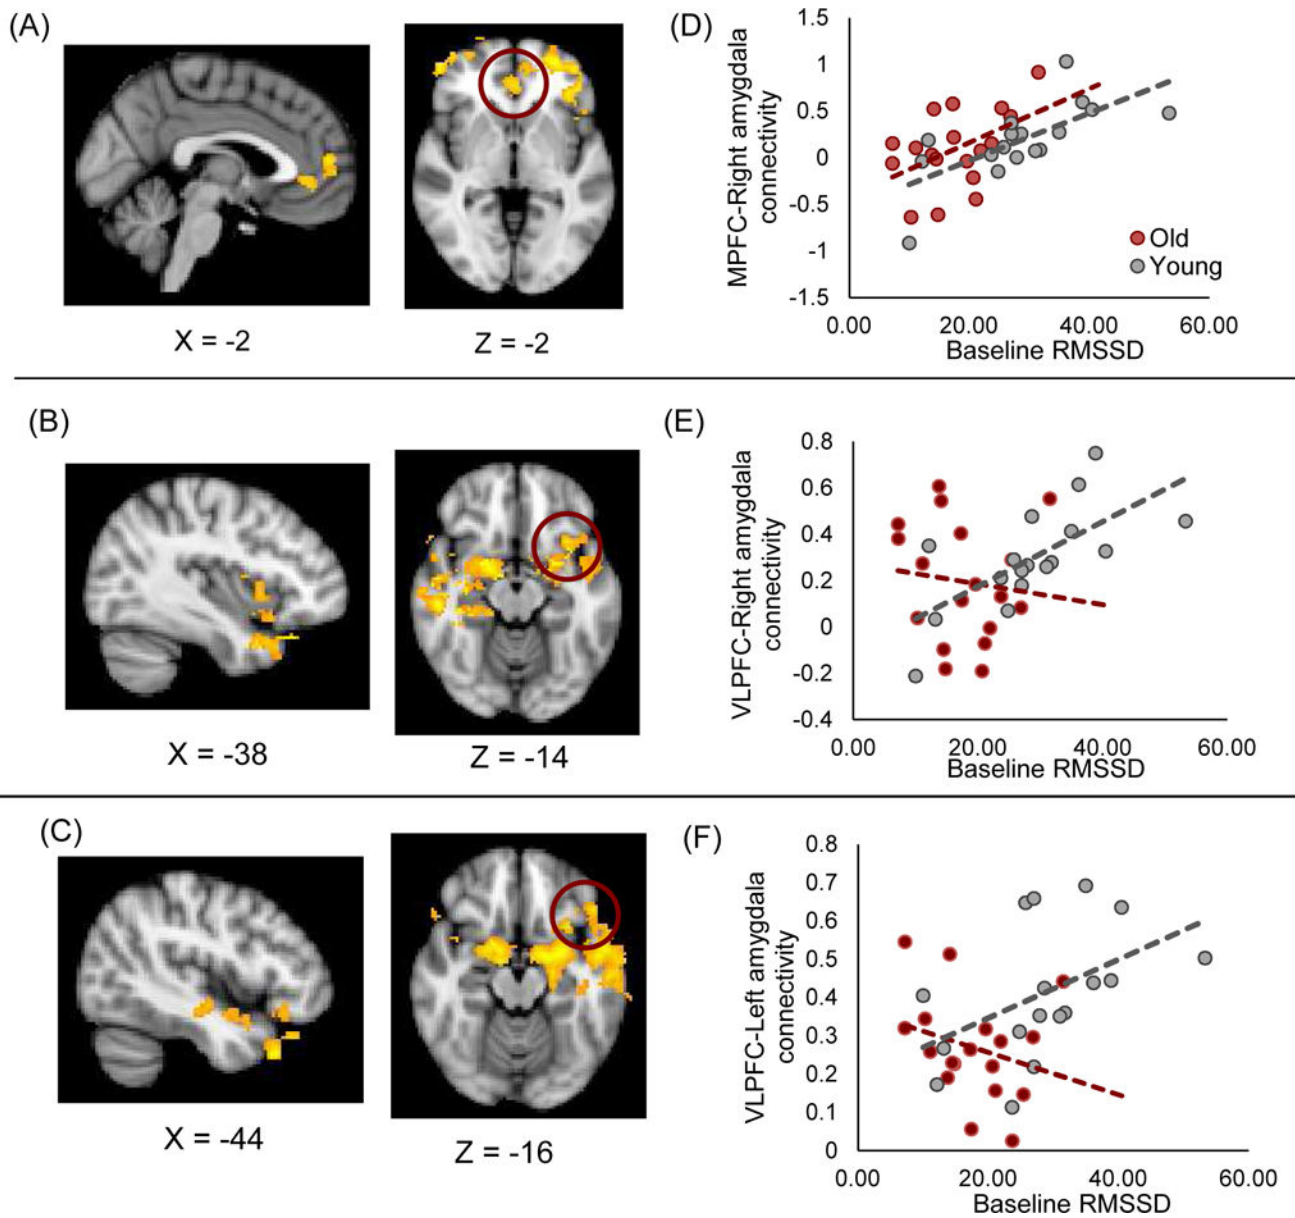 (A)
X = -2
Z = -2
(D)
MPFC-Right amygdala
connectivity
1.5
1
0.5
0
-0.5
-1
-1.5
Old
Young
0.00 20.00 40.00 60.00
Baseline RMSSD
(B)
X = -38
Z = -14
(E)
VLPFC-Right amygdala
connectivity
0.8
0.6
0.4
0.2
0
-0.2
-0.4
0.00 20.00 40.00 60.00
Baseline RMSSD
(C)
X = -44
Z = -16
(F)
VLPFC-Left amygdala
connectivity
0.8
0.7
0.6
0.5
0.4
0.3
0.2
0.1
0
0.00 20.00 40.00 60.00
Baseline RMSSD